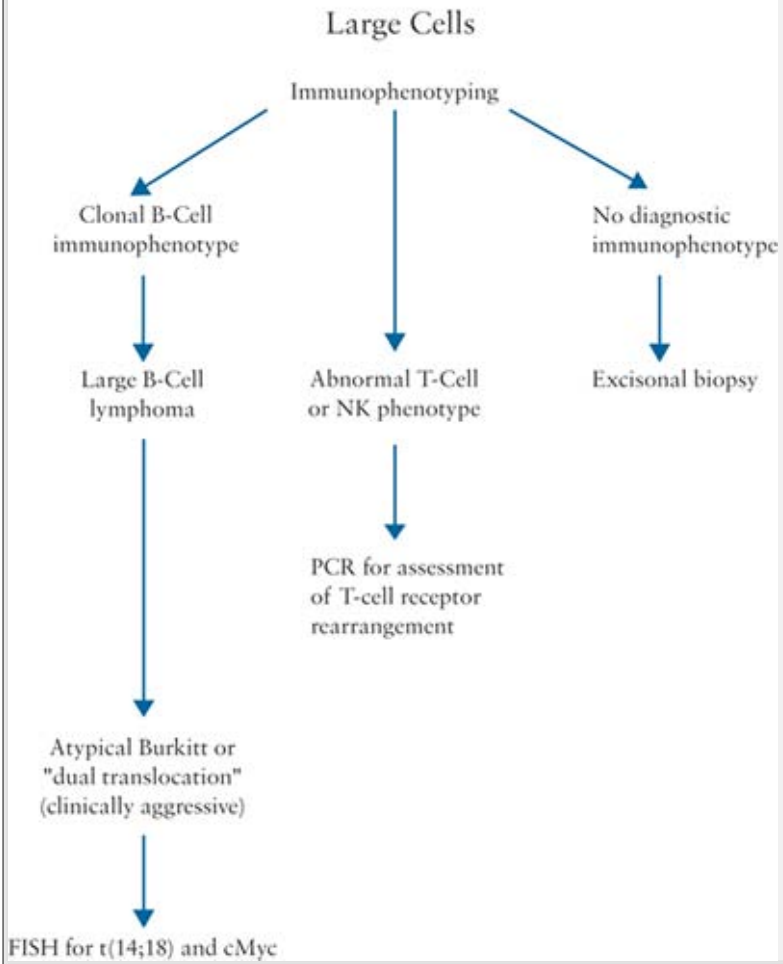 Large Cells
Immunophenotyping
Clonal B-Cell
immunophenotype
No diagnostic
immunophenotype
Large B-Cell
lymphoma
Abnormal T-Cell
or NK phenotype
Excisonal biopsy
PCR for assessment
of T-cell receptor
rearrangement
Atypical Burkitt or
"dual translocation"
(clinically aggressive)
FISH for t(14;18) and cMyc